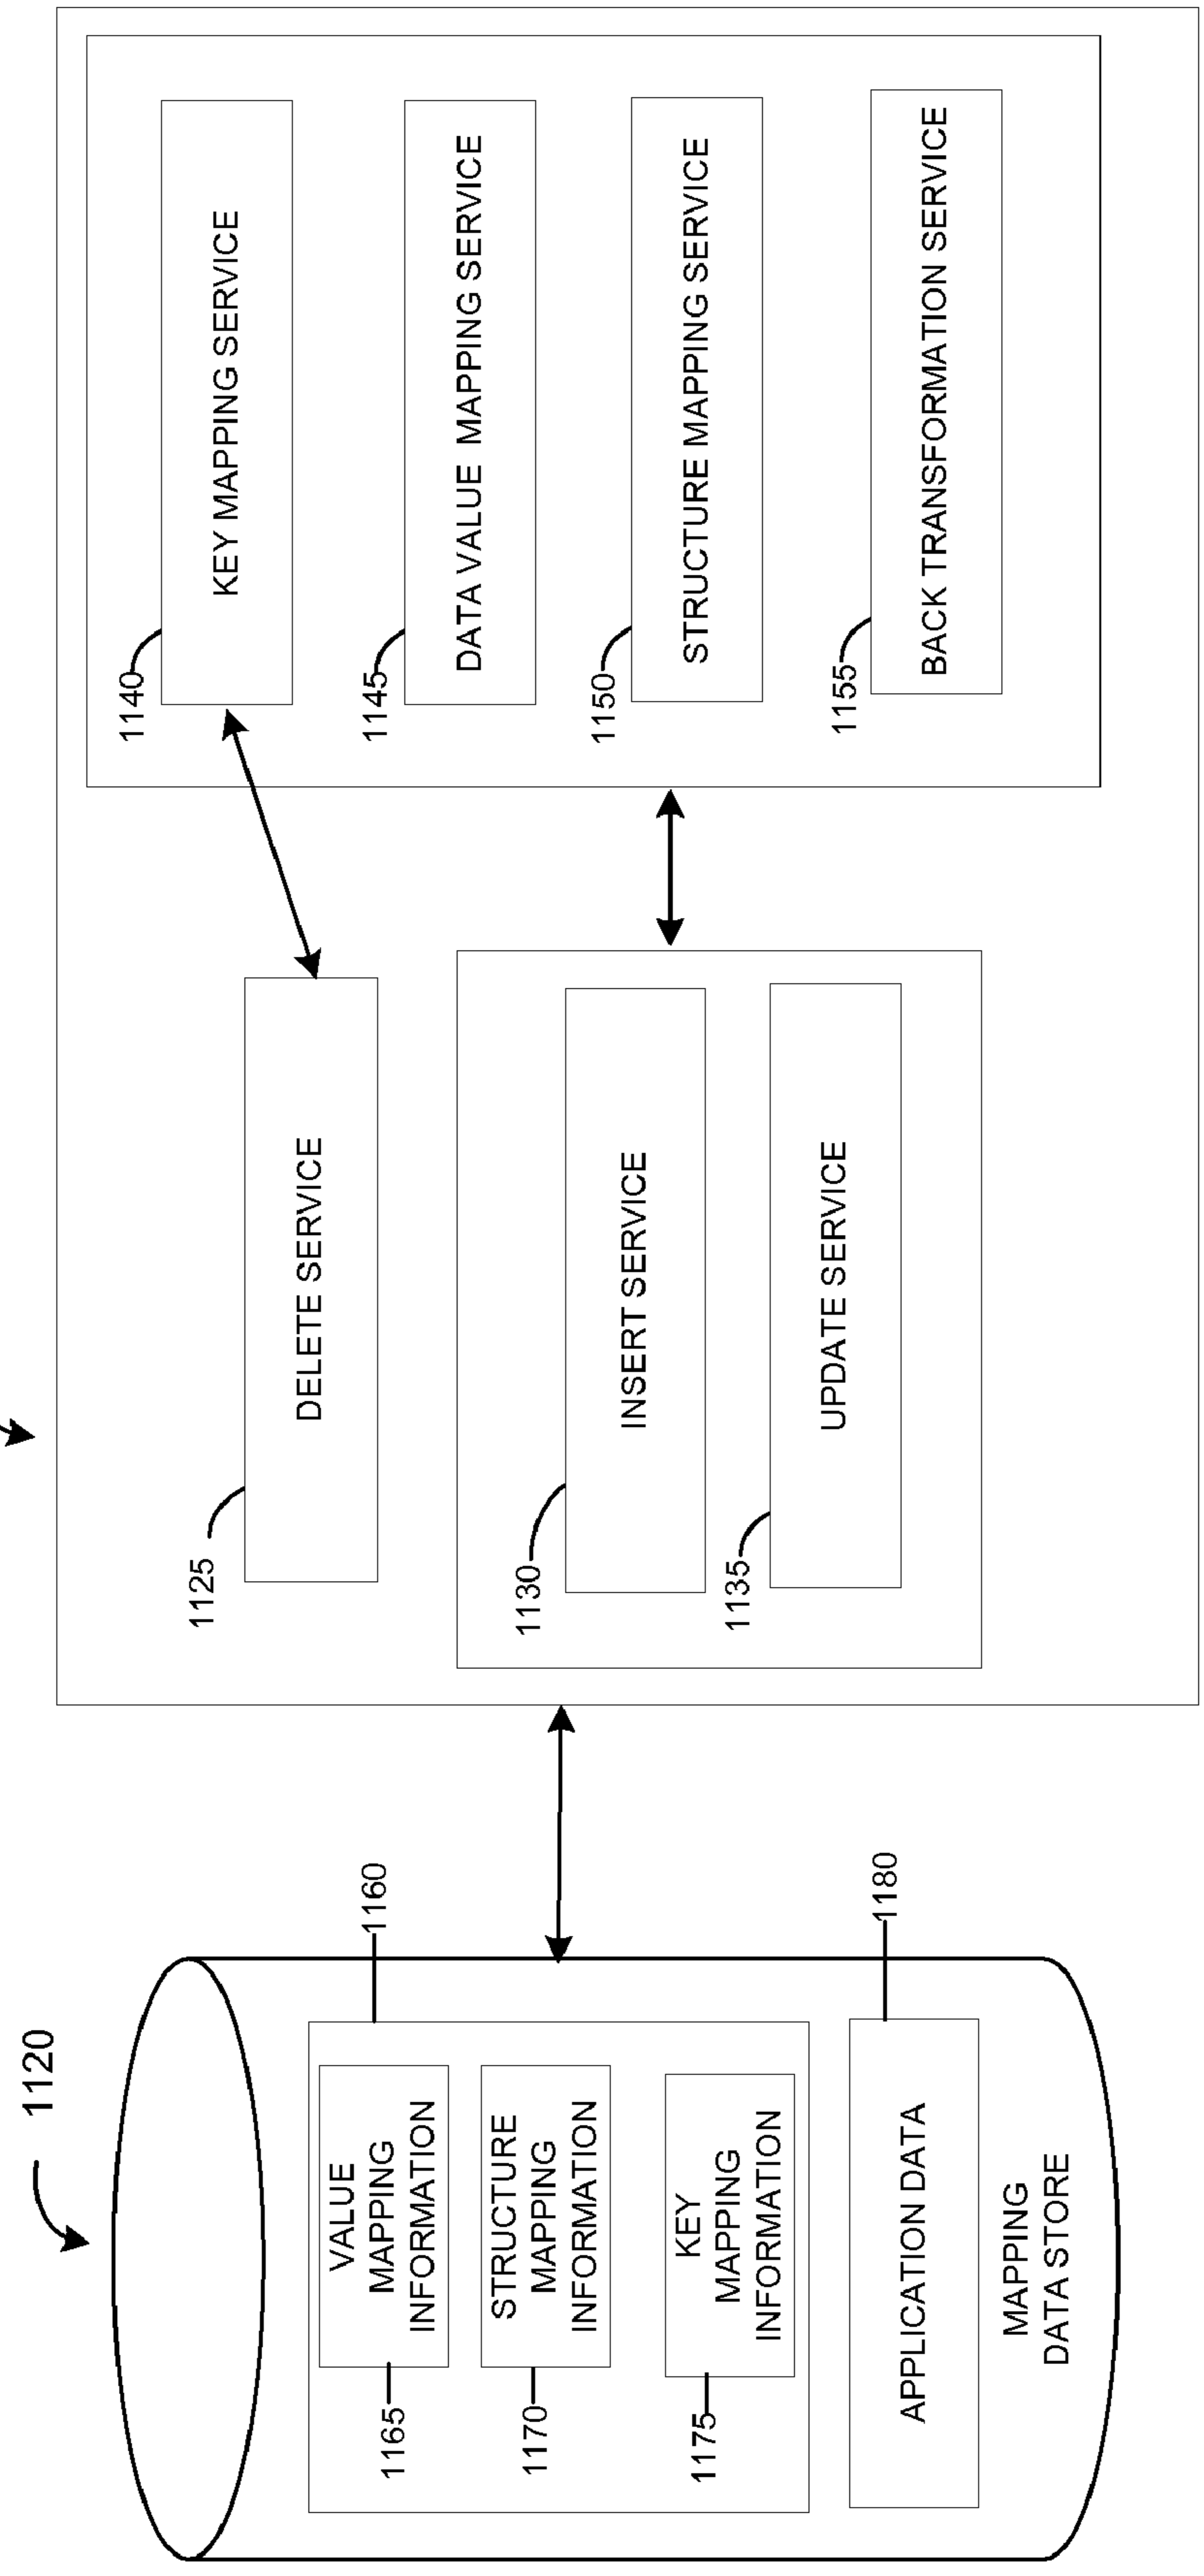 1120
1160
VALUE
MAPPING
INFORMATION
1165
STRUCTURE
MAPPING
INFORMATION
1170
KEY
MAPPING
INFORMATION
1175
1180
APPLICATION DATA
MAPPING
DATA STORE
1125
DELETE SERVICE
1130
INSERT SERVICE
1135
UPDATE SERVICE
1140
KEY MAPPING SERVICE
1145
DATA VALUE MAPPING SERVICE
1150
STRUCTURE MAPPING SERVICE
1155
BACK TRANSFORMATION SERVICE